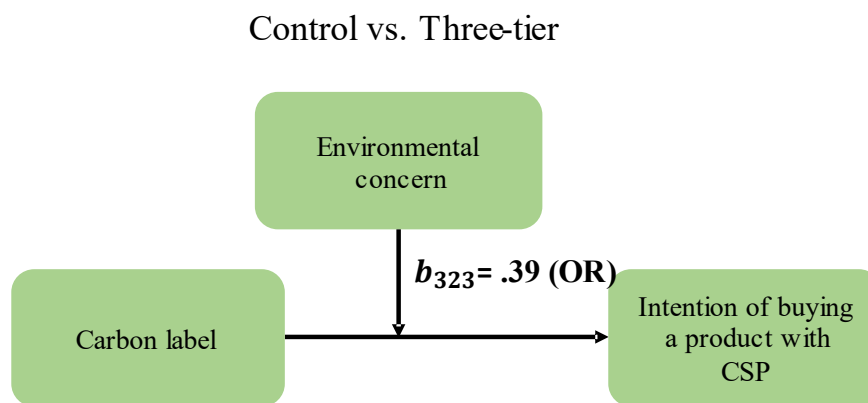 Control vs. Three-tier
Environmental
concern
b₃₂₃= .39 (OR)
Carbon label
Intention of buying
a product with
CSP